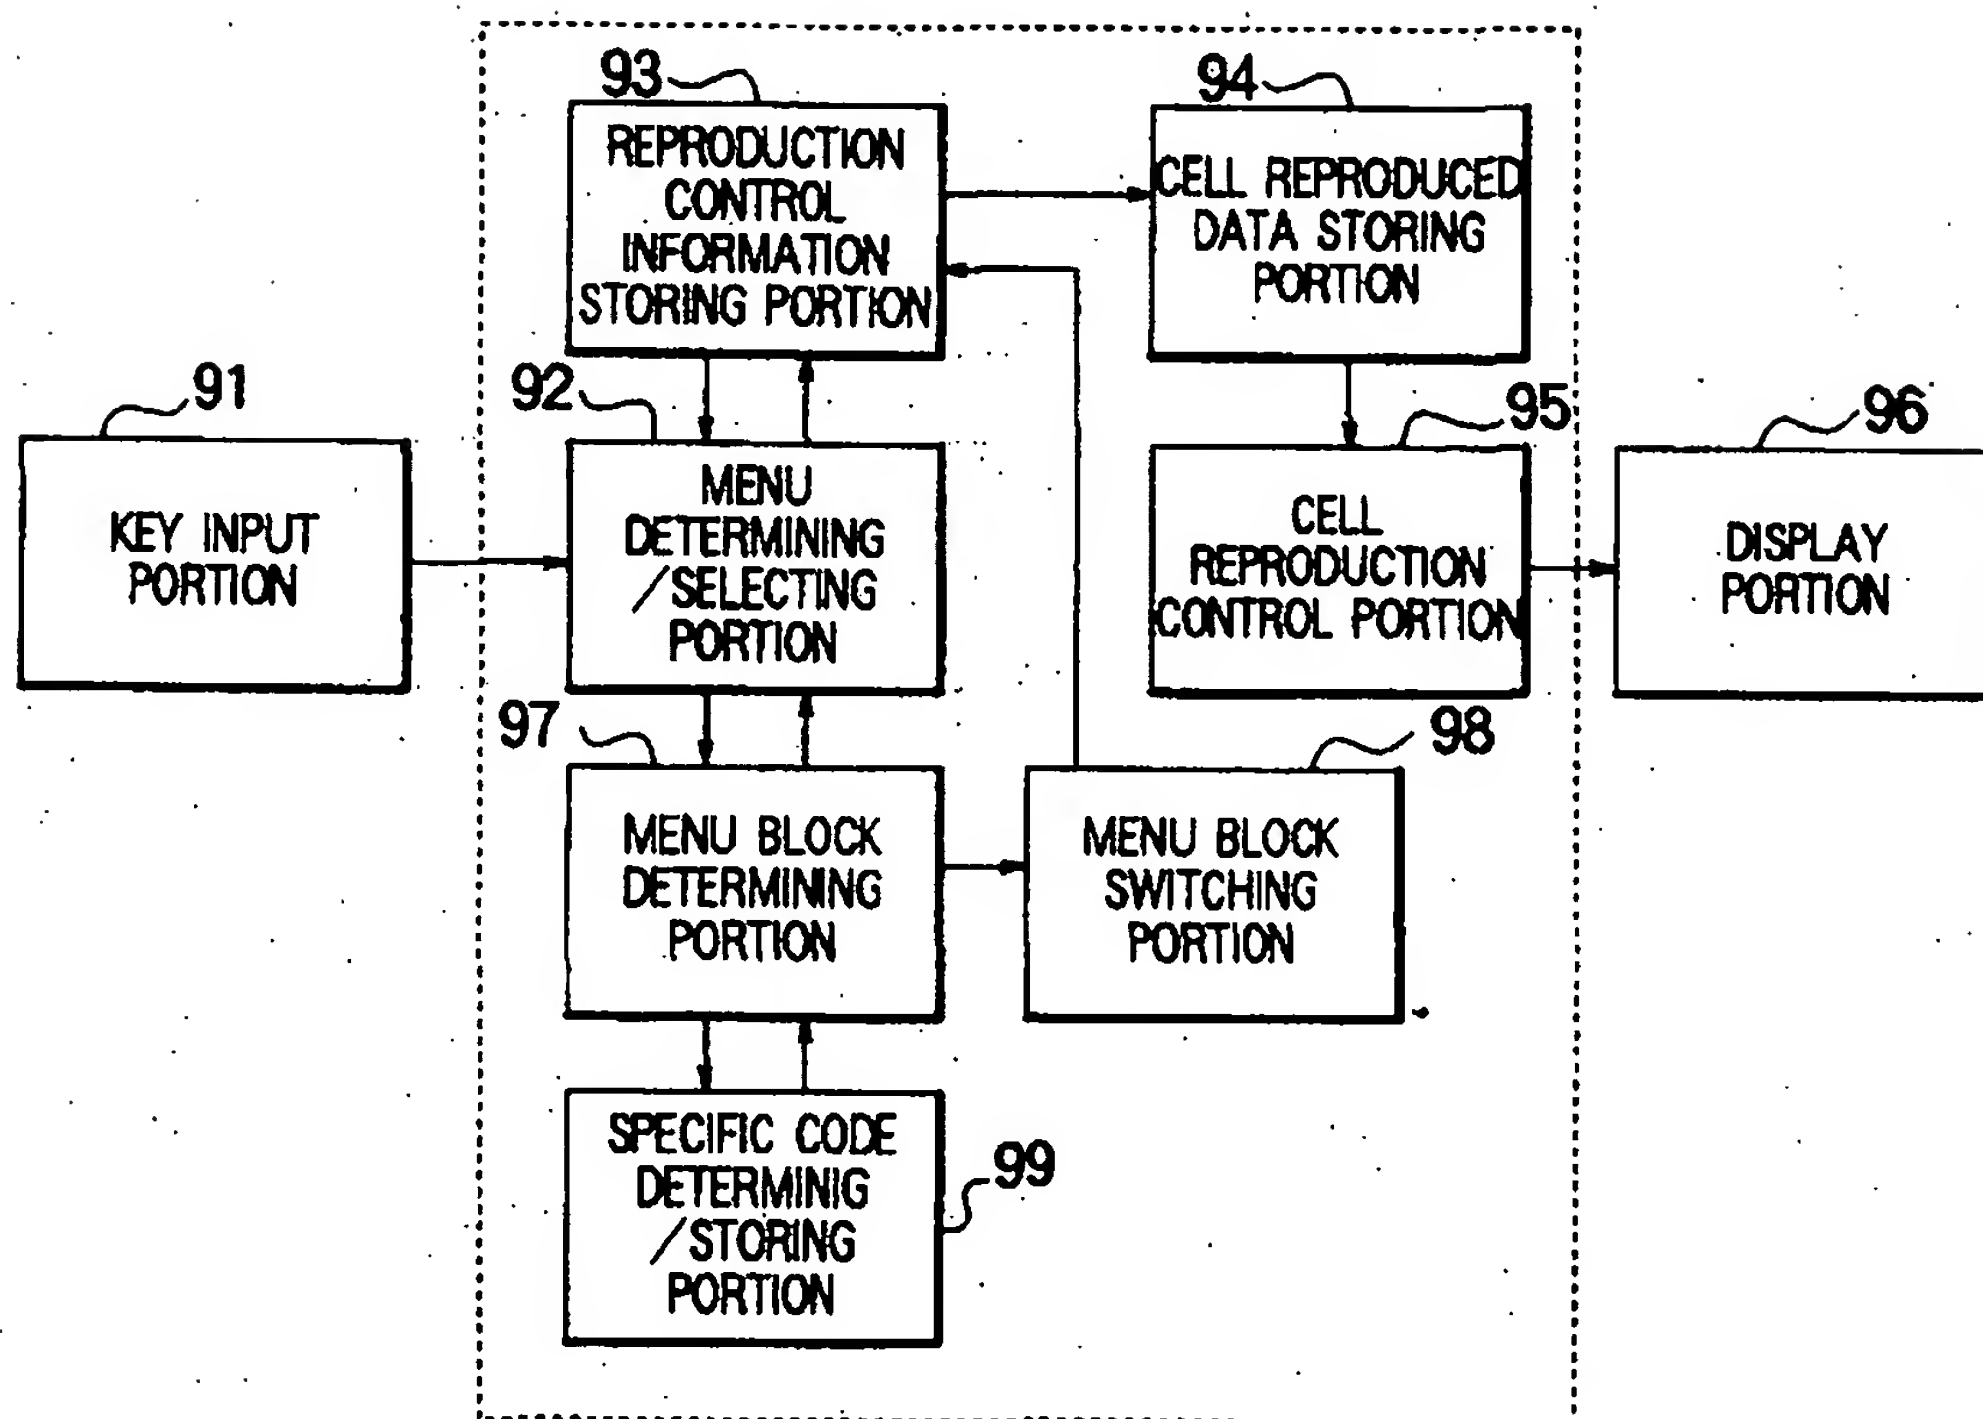 93
REPRODUCTION
CONTROL
INFORMATION
STORING PORTION
94
CELL REPRODUCED
DATA STORING
PORTION
91
KEY INPUT
PORTION
92
MENU
DETERMINING
/SELECTING
PORTION
95
CELL
REPRODUCTION
CONTROL PORTION
96
DISPLAY
PORTION
97
MENU BLOCK
DETERMINING
PORTION
98
MENU BLOCK
SWITCHING
PORTION
SPECIFIC CODE
DETERMINIG
/STORING
PORTION
99